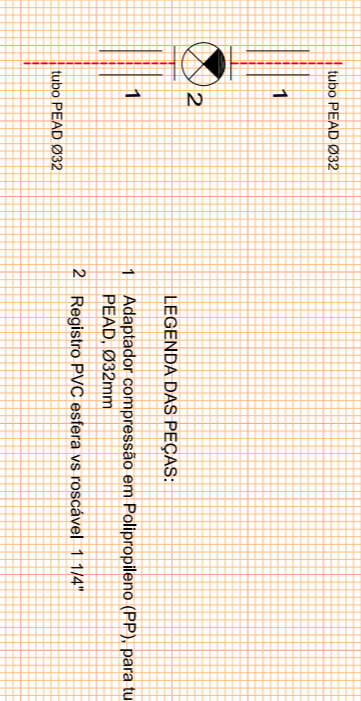 tubo PEAD Ø32
1
2
1
tubo PEAD Ø32
LEGENDA DAS PEÇAS:
1 Adaptador compressão em Polipropileno (PP), para
PEAD, Ø32mm
2 Registro PVC esfera vs roscável 1 1/4"